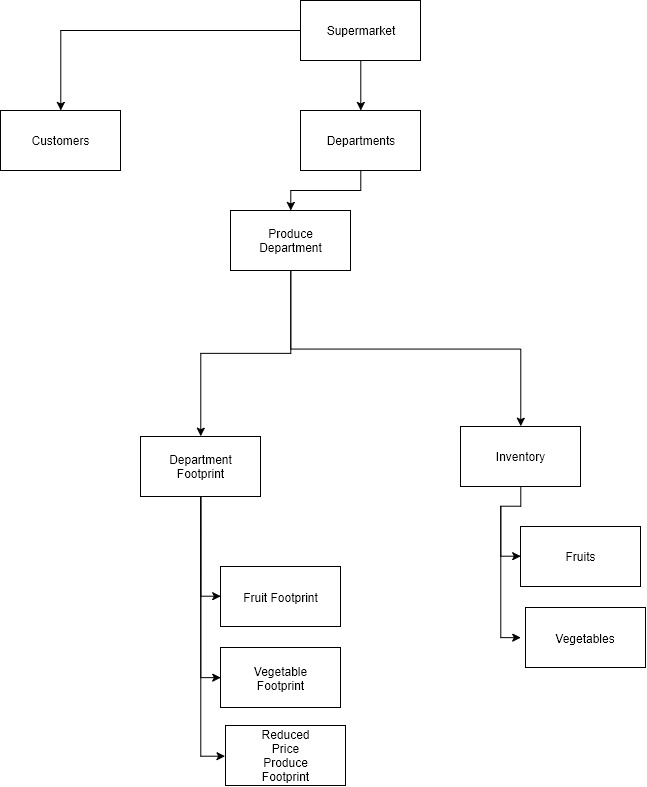 Supermarket
Customers
Departments
Produce
Department
Department
Footprint
Inventory
Fruit Footprint
Vegetable
Footprint
Reduced
Price
Produce
Footprint
Fruits
Vegetables